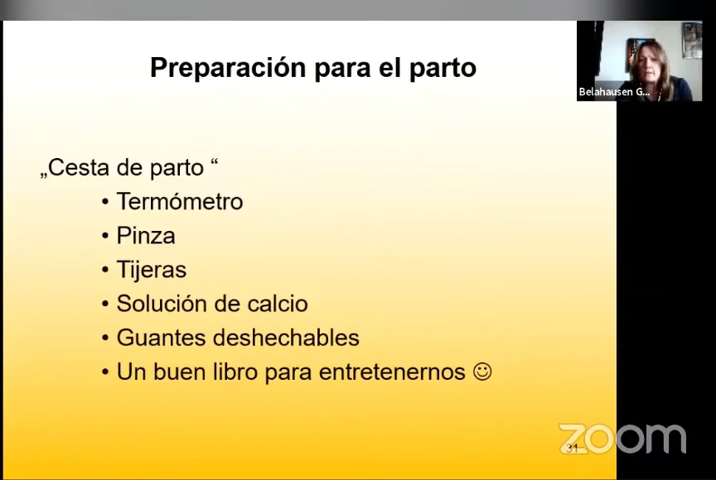 Preparación para el parto
Belahausen G...
„Cesta de parto “
• Termómetro
• Pinza
• Tijeras
• Solución de calcio
• Guantes deshechables
• Un buen libro para entretenernos ☺
zoom
31